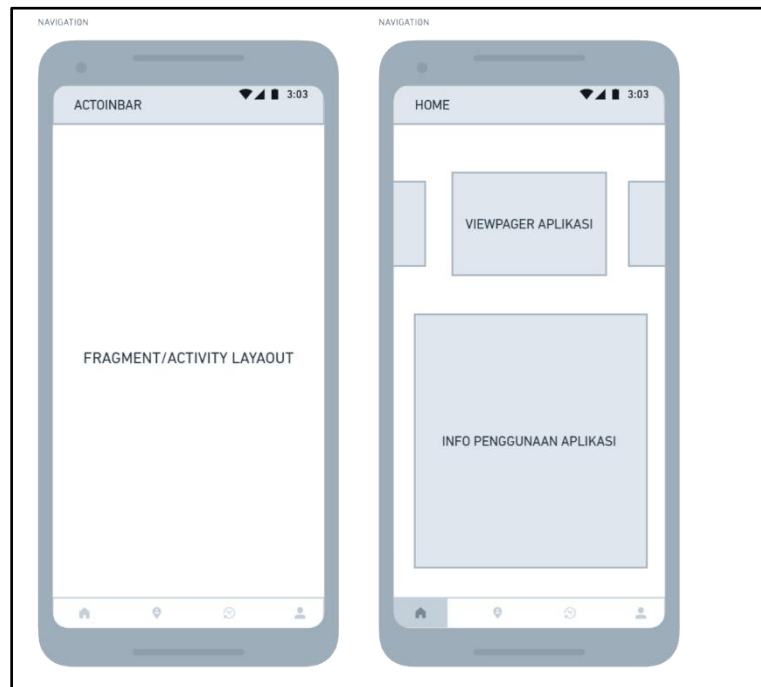 NAVIGATION
ACTOINBAR
3:03
FRAGMENT/ACTIVITY LAYAOUT
NAVIGATION
HOME
3:03
VIEWPAGER APLIKASI
INFO PENGGUNAAN APLIKASI